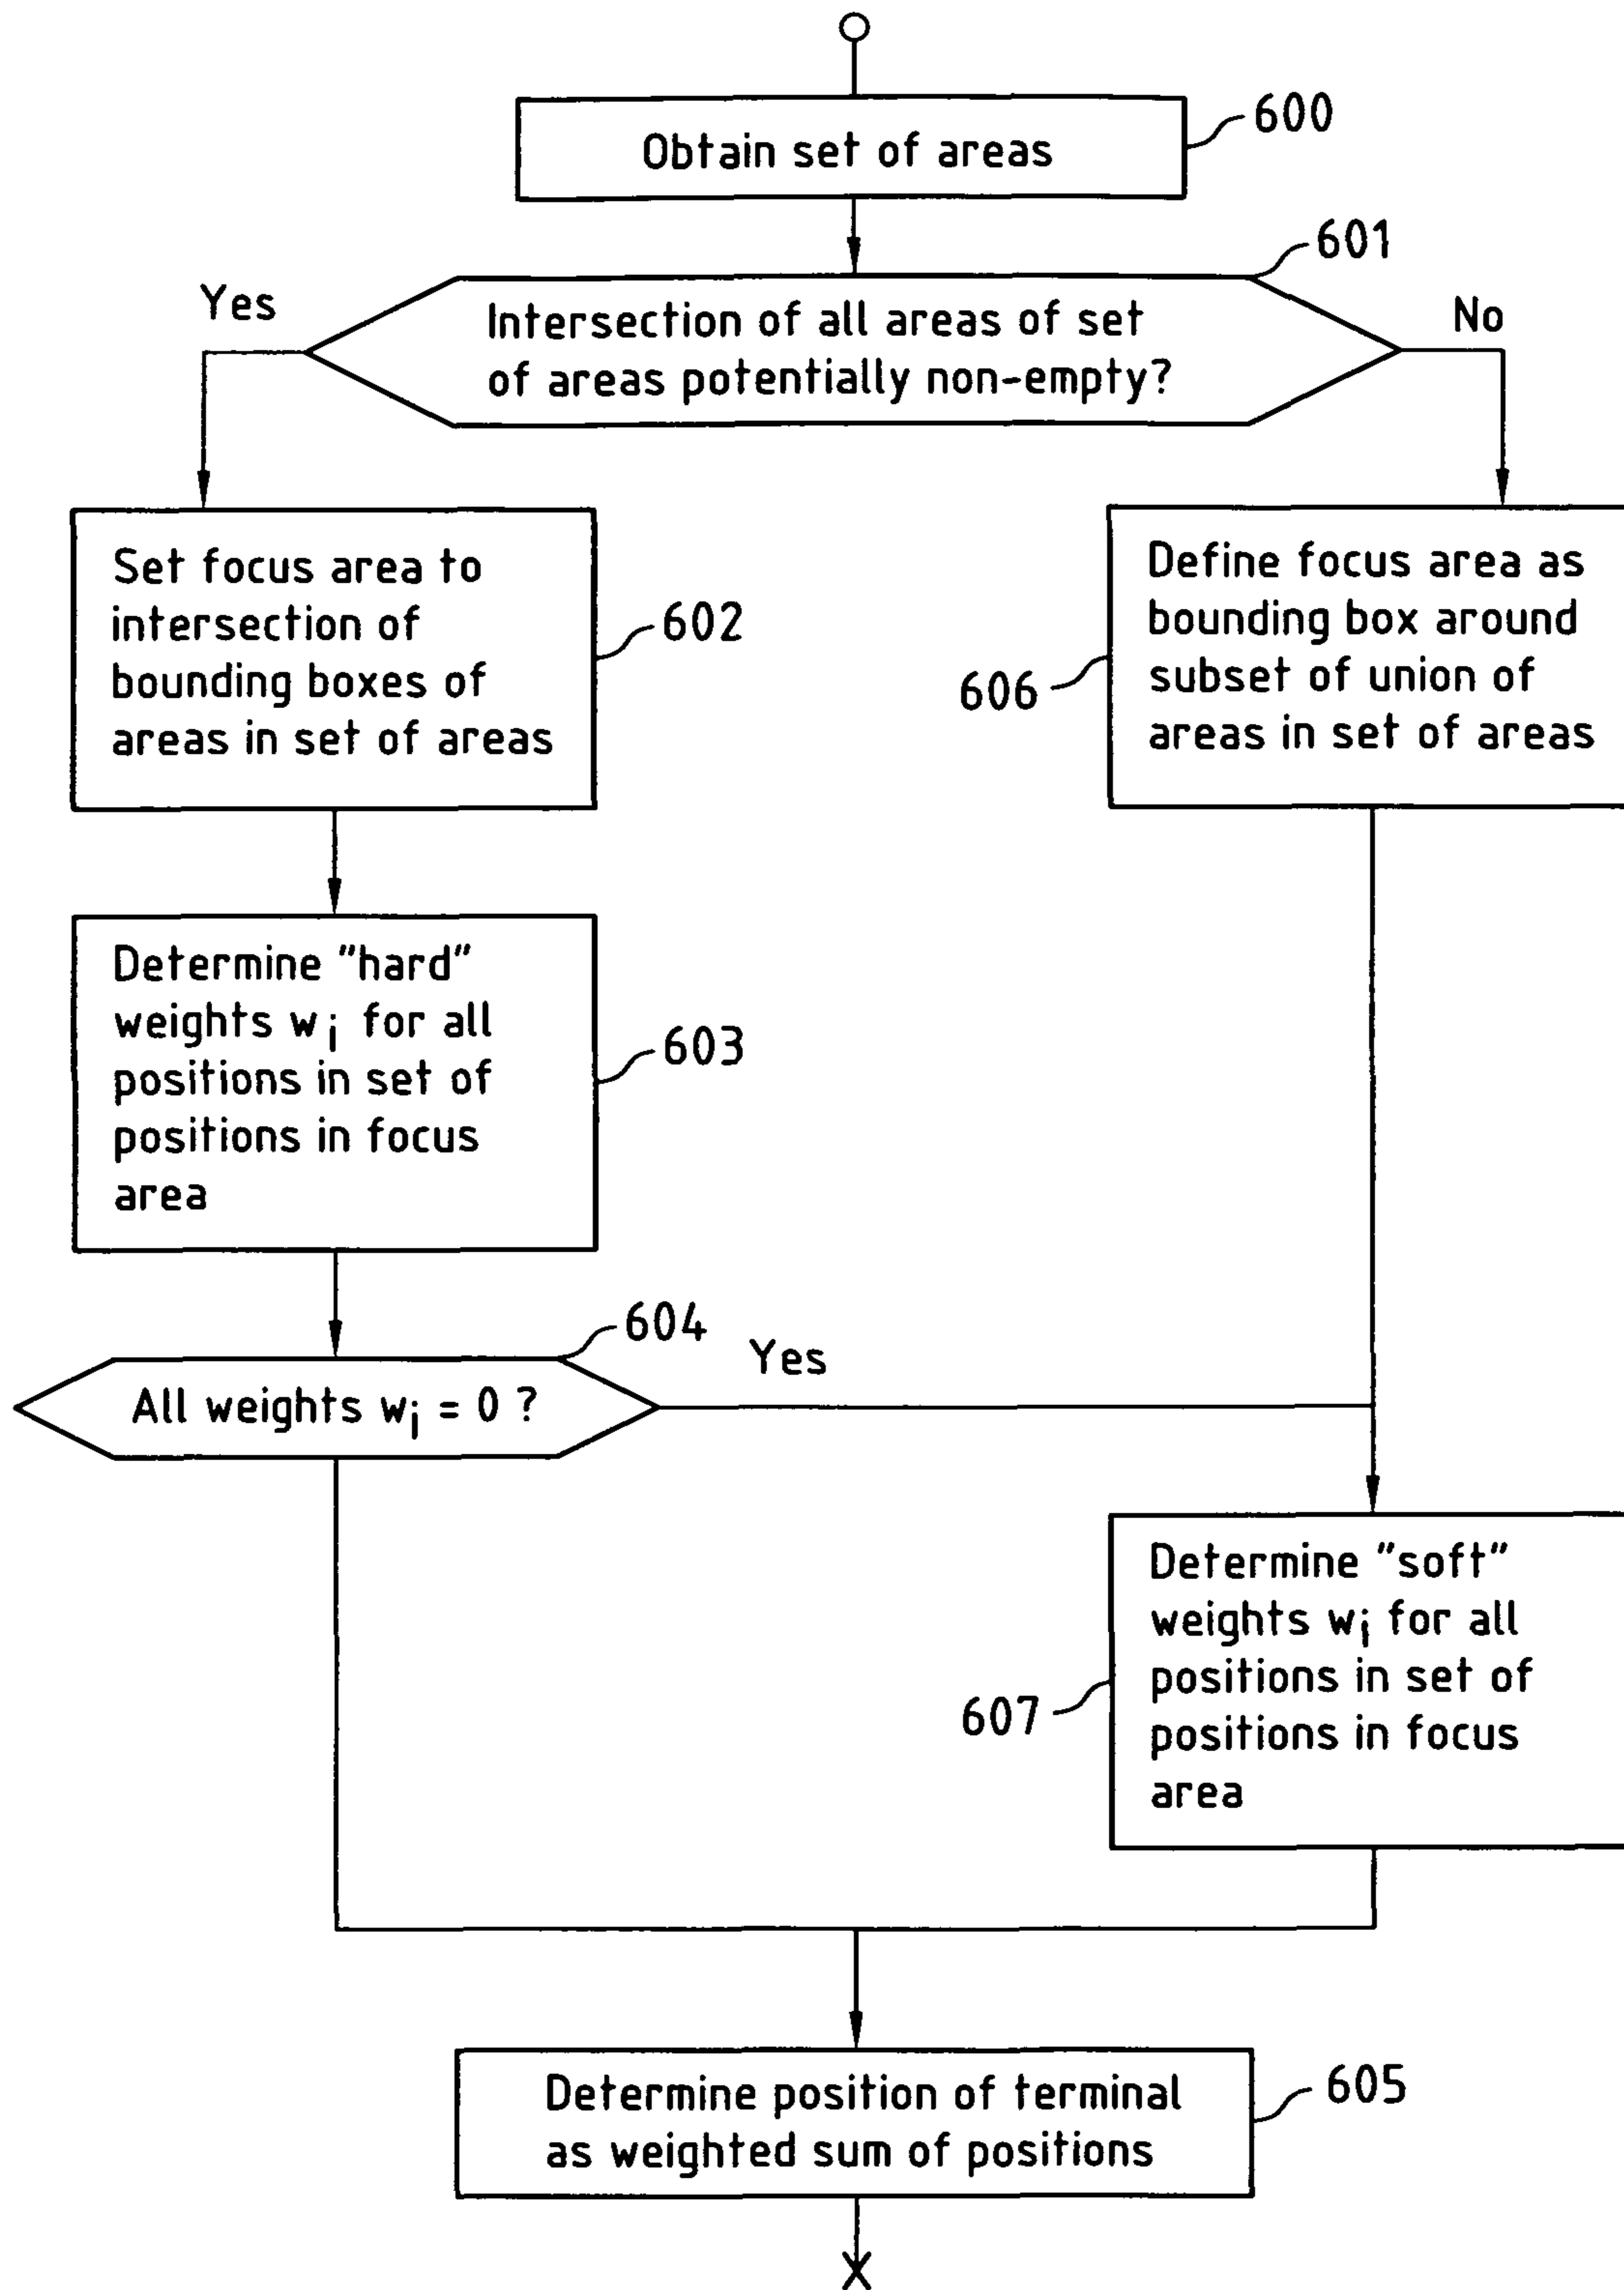 Obtain set of areas
600
601
Yes
Intersection of all areas of set
of areas potentially non-empty?
No
Set focus area to
intersection of
bounding boxes of
areas in set of areas
602
Define focus area as
bounding box around
subset of union of
areas in set of areas
606
Determine "hard"
weights wi for all
positions in set of
positions in focus
area
603
604
All weights wi = 0 ?
Yes
Determine "soft"
weights wi for all
positions in set of
positions in focus
area
607
Determine position of terminal
as weighted sum of positions
605